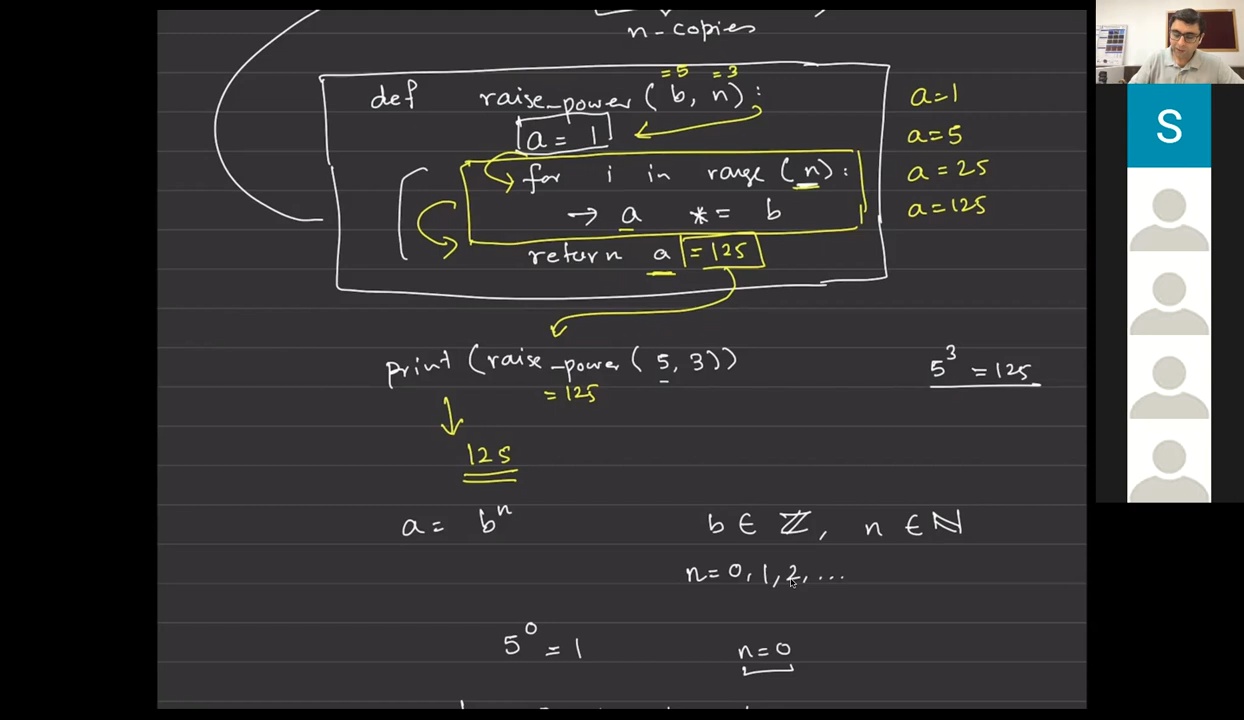 n-copies
=5 =3
def raise_power ( b, n) :
a = 1
for i in range (n) :
→ a *= b
return a = 125
a=1
a=5
a = 25
a=125
print (raise_power ( 5, 3))
= 125
5³ = 125
125
a = bⁿ
b ∈ ℤ, n ∈ ℕ
n = 0, 1, 2, ...
5⁰ = 1
n = 0
S